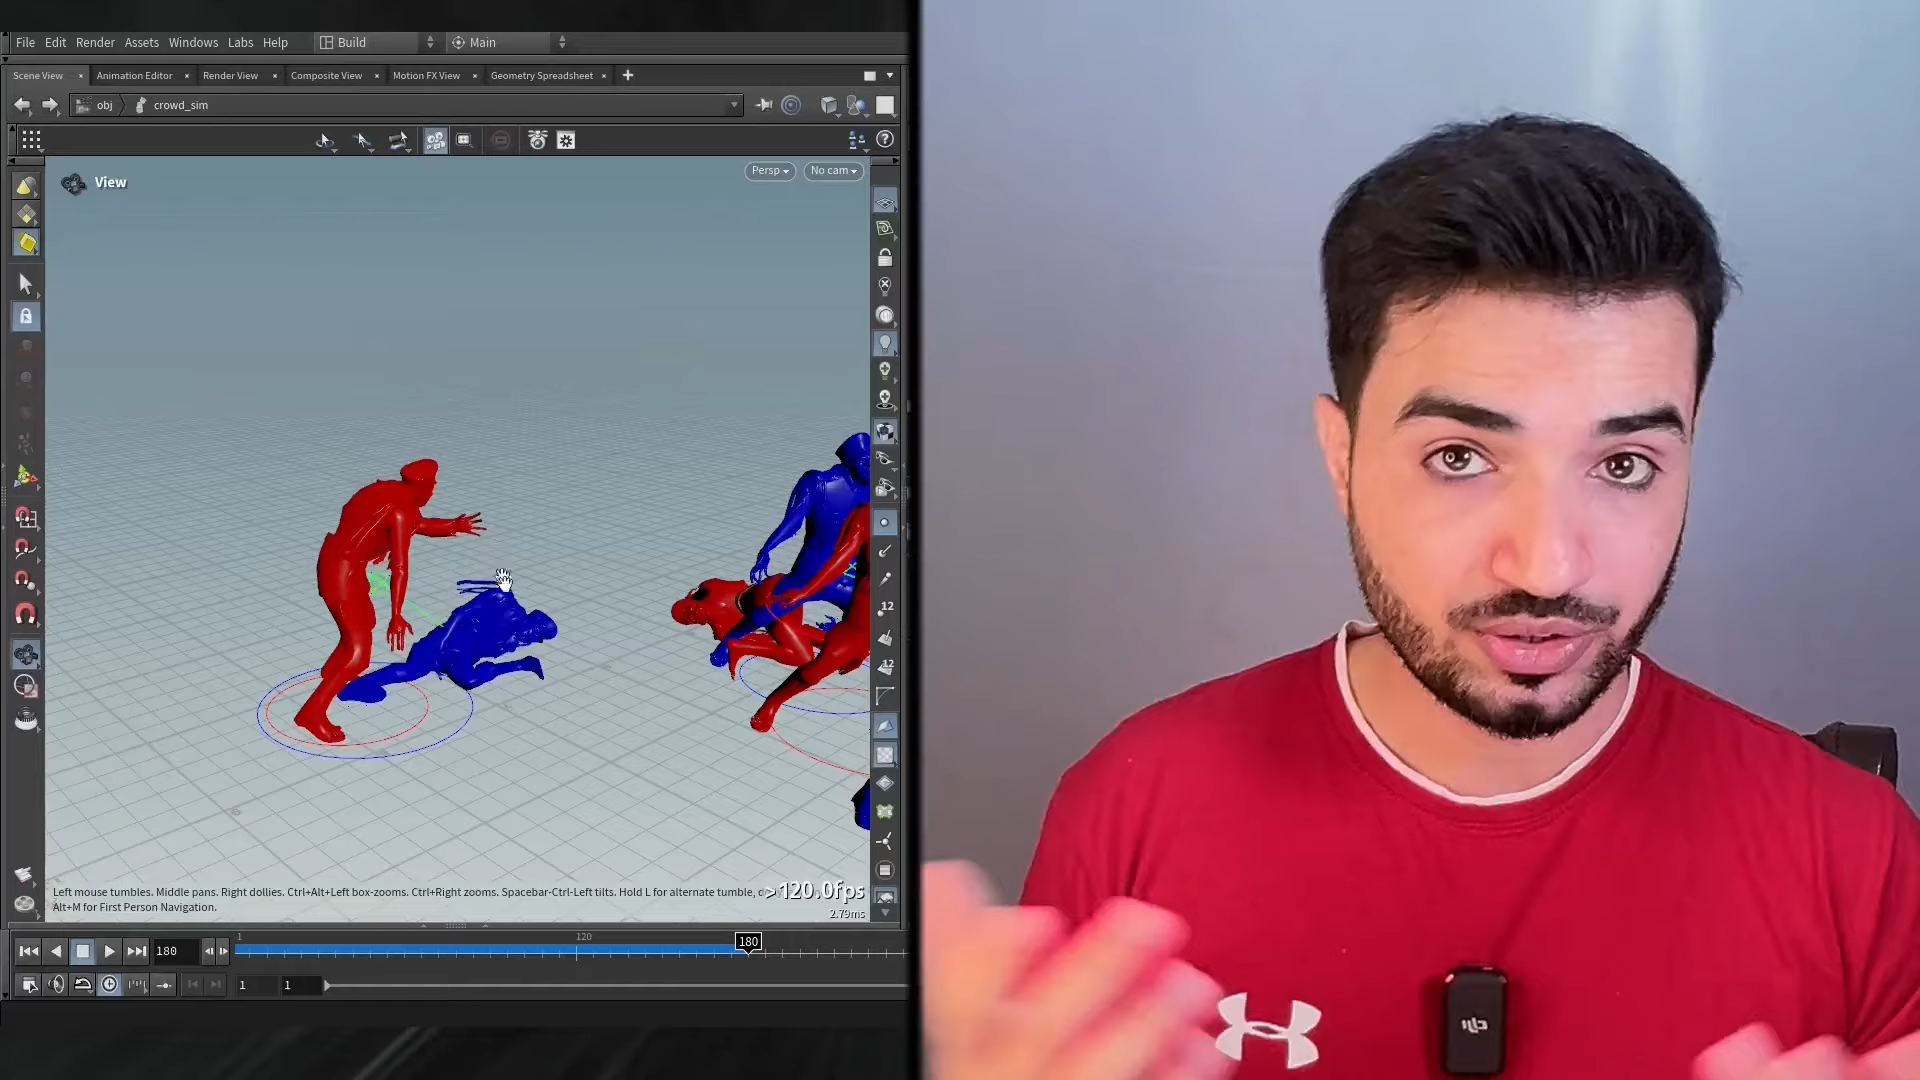 File Edit Render Assets Windows Labs Help Build Main
Scene View × Animation Editor × Render View × Composite View × Motion FX View × Geometry Spreadsheet × +
obj crowd_sim
View Persp No cam
12
12
Left mouse tumbles. Middle pans. Right dollies. Ctrl+Alt+Left box-zooms. Ctrl+Right zooms. Spacebar-Ctrl-Left tilts. Hold L for alternate tumble,
Alt+M for First Person Navigation.
>120.0fps
2.79ms
180 1 120 180
1 1
dji